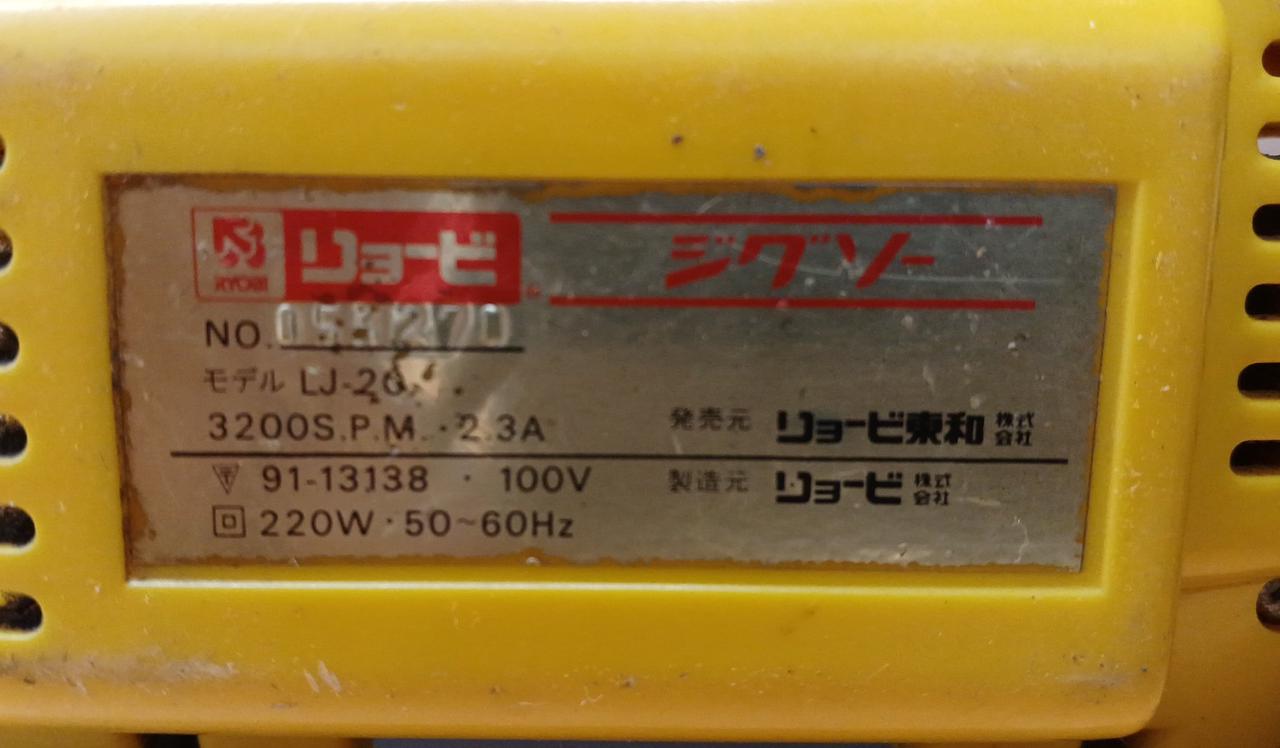 RYOBI リョービ ジグソー
NO.
モデル LJ-20
3200S.P.M.・2.3A
発売元 リョービ東和株式会社
91-13138 · 100V
製造元 リョービ株式会社
220W·50~60Hz